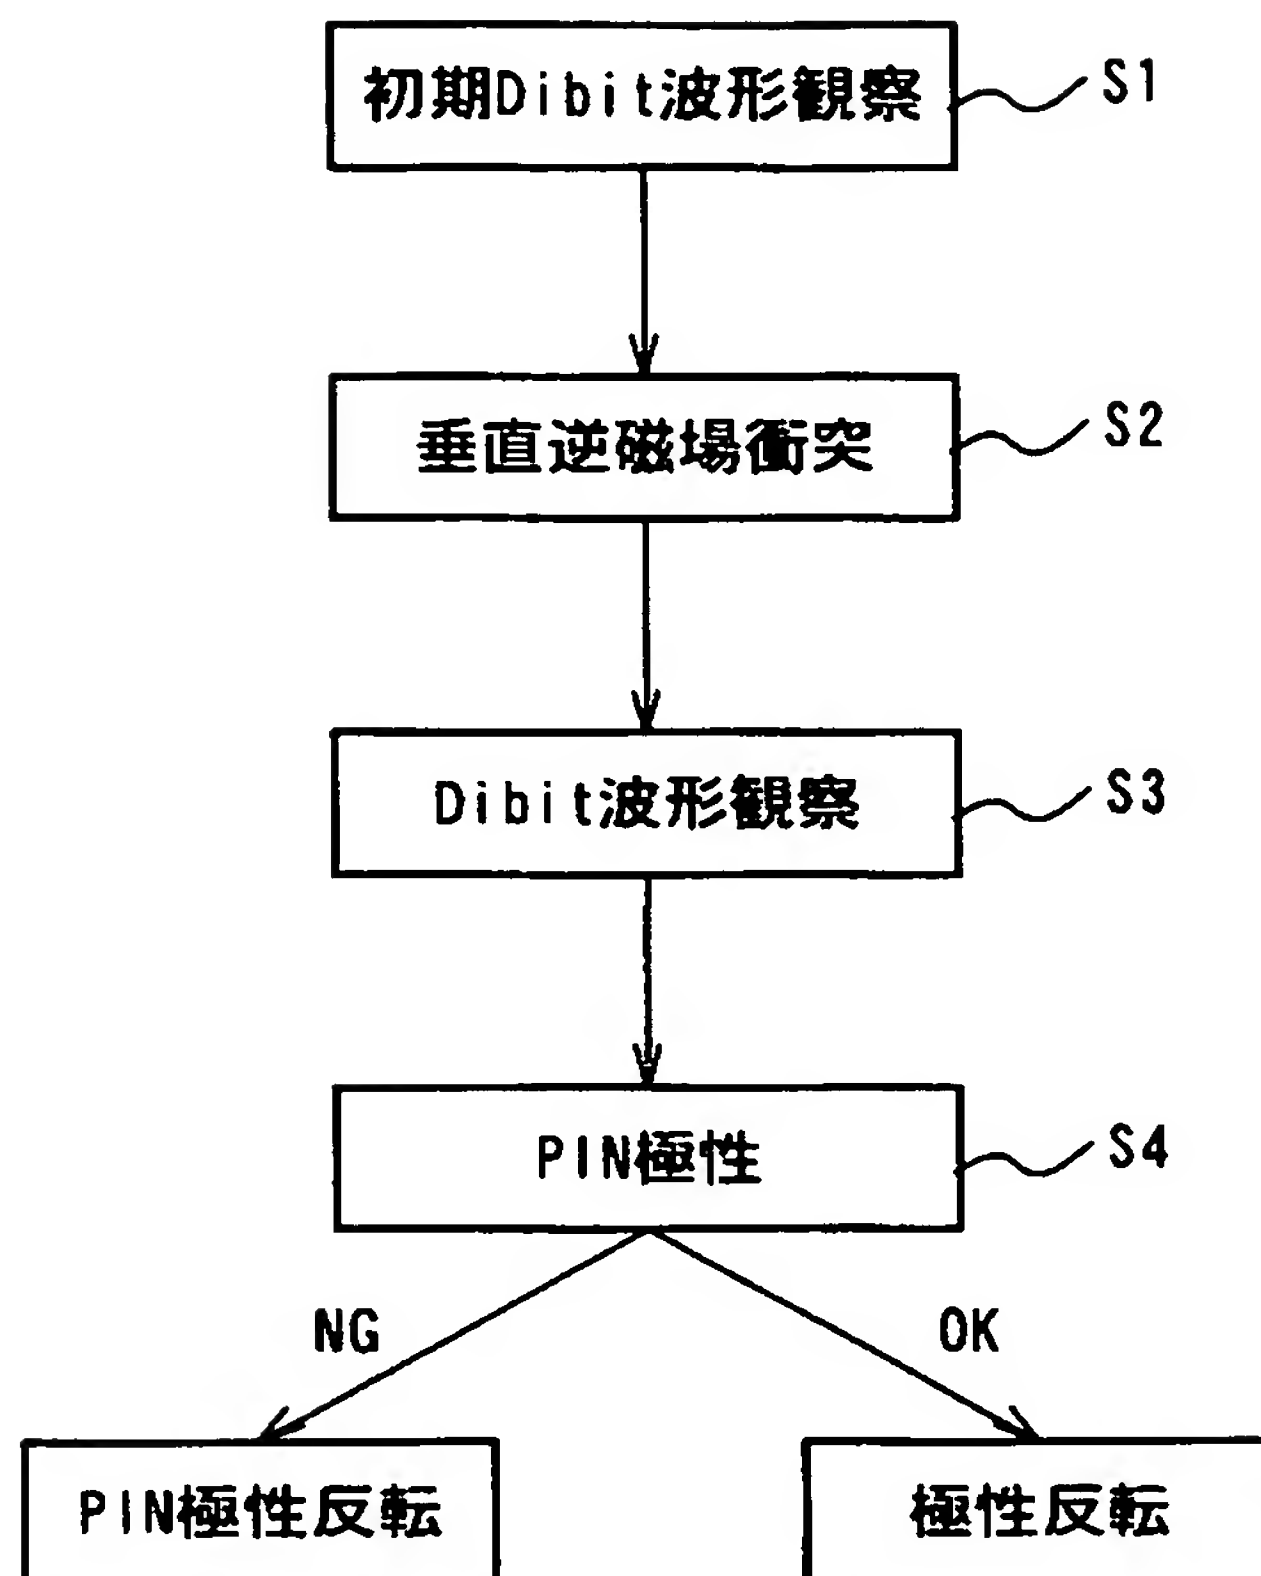 初期Dibit波形観察 S1
垂直逆磁場衝突 S2
Dibit波形観察 S3
PIN極性 S4
NG OK
PIN極性反転 極性反転